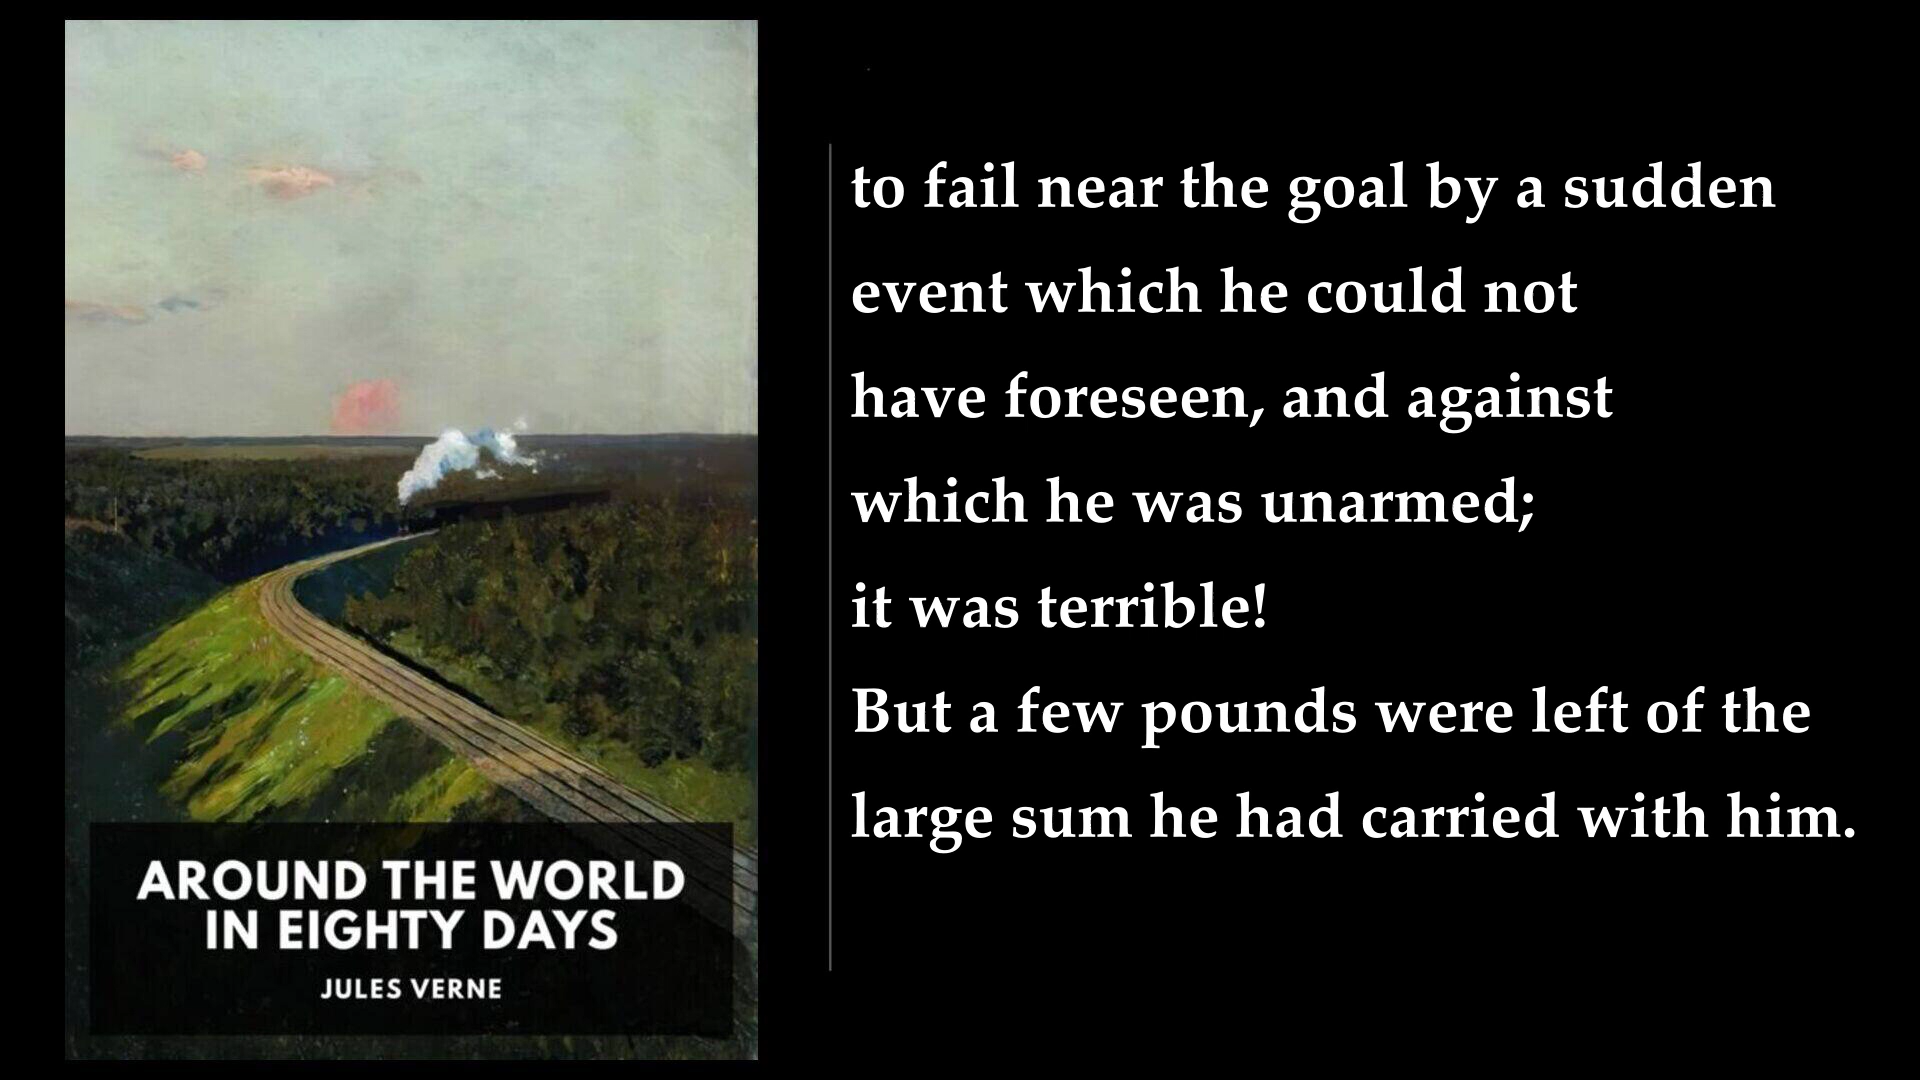 to fail near the goal by a sudden
event which he could not
have foreseen, and against
which he was unarmed;
it was terrible!
But a few pounds were left of the
large sum he had carried with him.
AROUND THE WORLD
IN EIGHTY DAYS
JULES VERNE